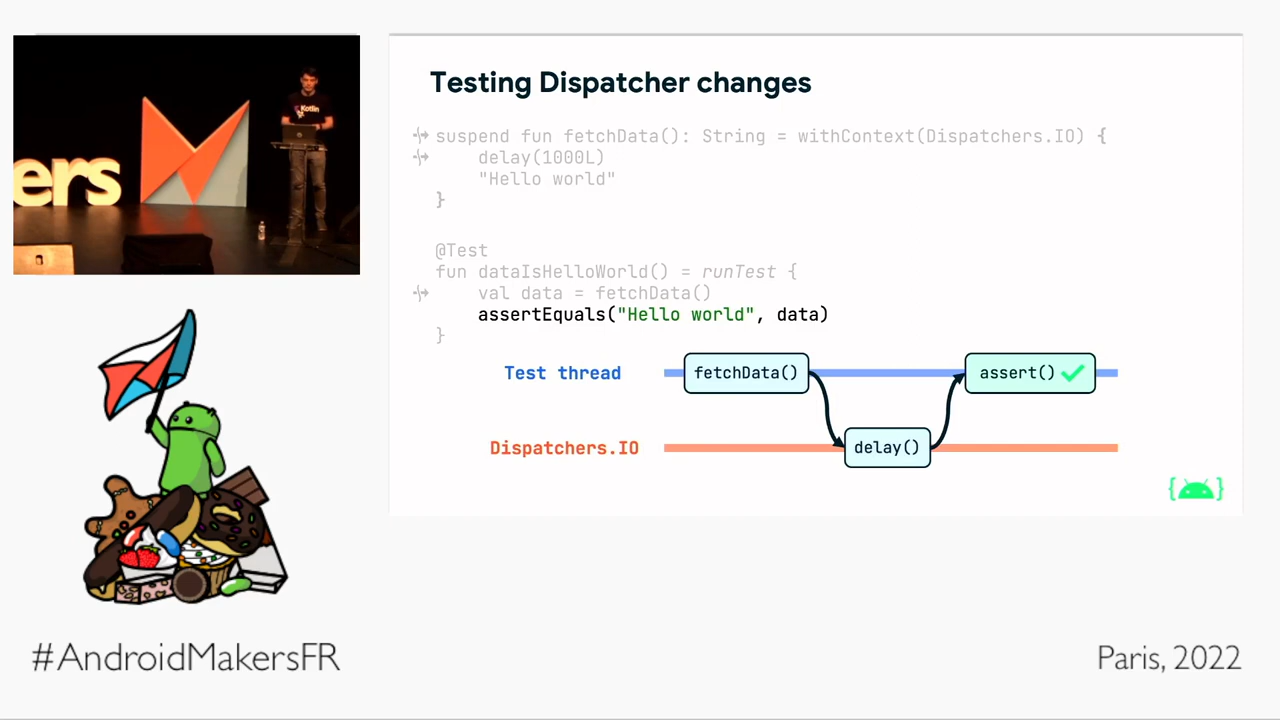 ers
Kotlin
Testing Dispatcher changes
suspend fun fetchData(): String = withContext(Dispatchers.IO) {
delay(1000L)
"Hello world"
}
@Test
fun dataIsHelloWorld() = runTest {
val data = fetchData()
assertEquals("Hello world", data)
}
Test thread
fetchData()
assert()
Dispatchers.IO
delay()
#AndroidMakersFR
Paris, 2022